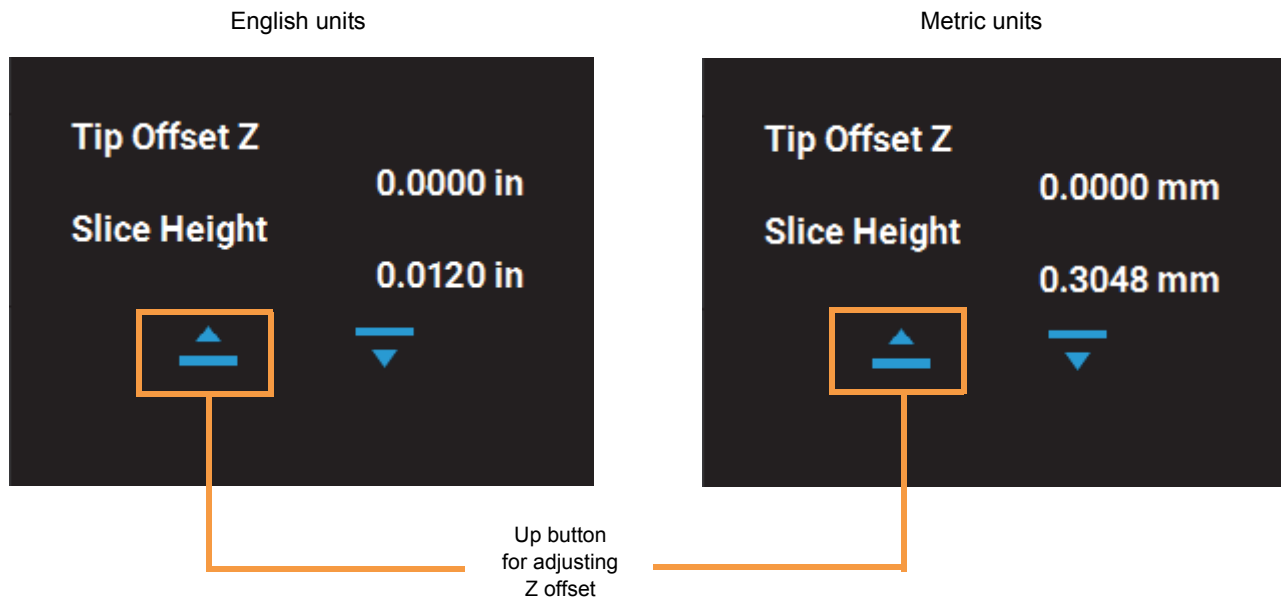 English units
Metric units
Tip Offset Z
0.0000 in
Slice Height
0.0120 in
Tip Offset Z
0.0000 mm
Slice Height
0.3048 mm
Up button
for adjusting
Z offset